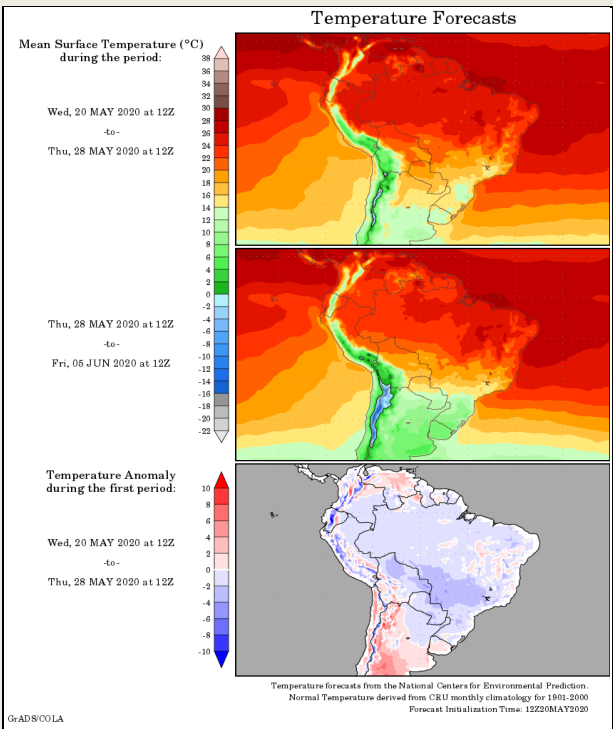 Temperature Forecasts
Mean Surface Temperature (°C)
during the period:
Wed, 20 MAY 2020 at 12Z
-to-
Thu, 28 MAY 2020 at 12Z
38
36
34
32
30
28
26
24
22
20
18
16
14
12
10
8
6
4
2
0
-2
-4
-6
-8
-10
-12
-14
-16
-18
-20
-22
Thu, 28 MAY 2020 at 12Z
-to-
Fri, 05 JUN 2020 at 12Z
Temperature Anomaly
during the first period:
Wed, 20 MAY 2020 at 12Z
-to-
Thu, 28 MAY 2020 at 12Z
10
8
6
4
2
0
-2
-4
-6
-8
-10
Temperature forecasts from the National Centers for Environmental Prediction.
Normal Temperature derived from CRU monthly climatology for 1901-2000
Forecast Initialization Time: 12Z20MAY2020
GrADS/COLA